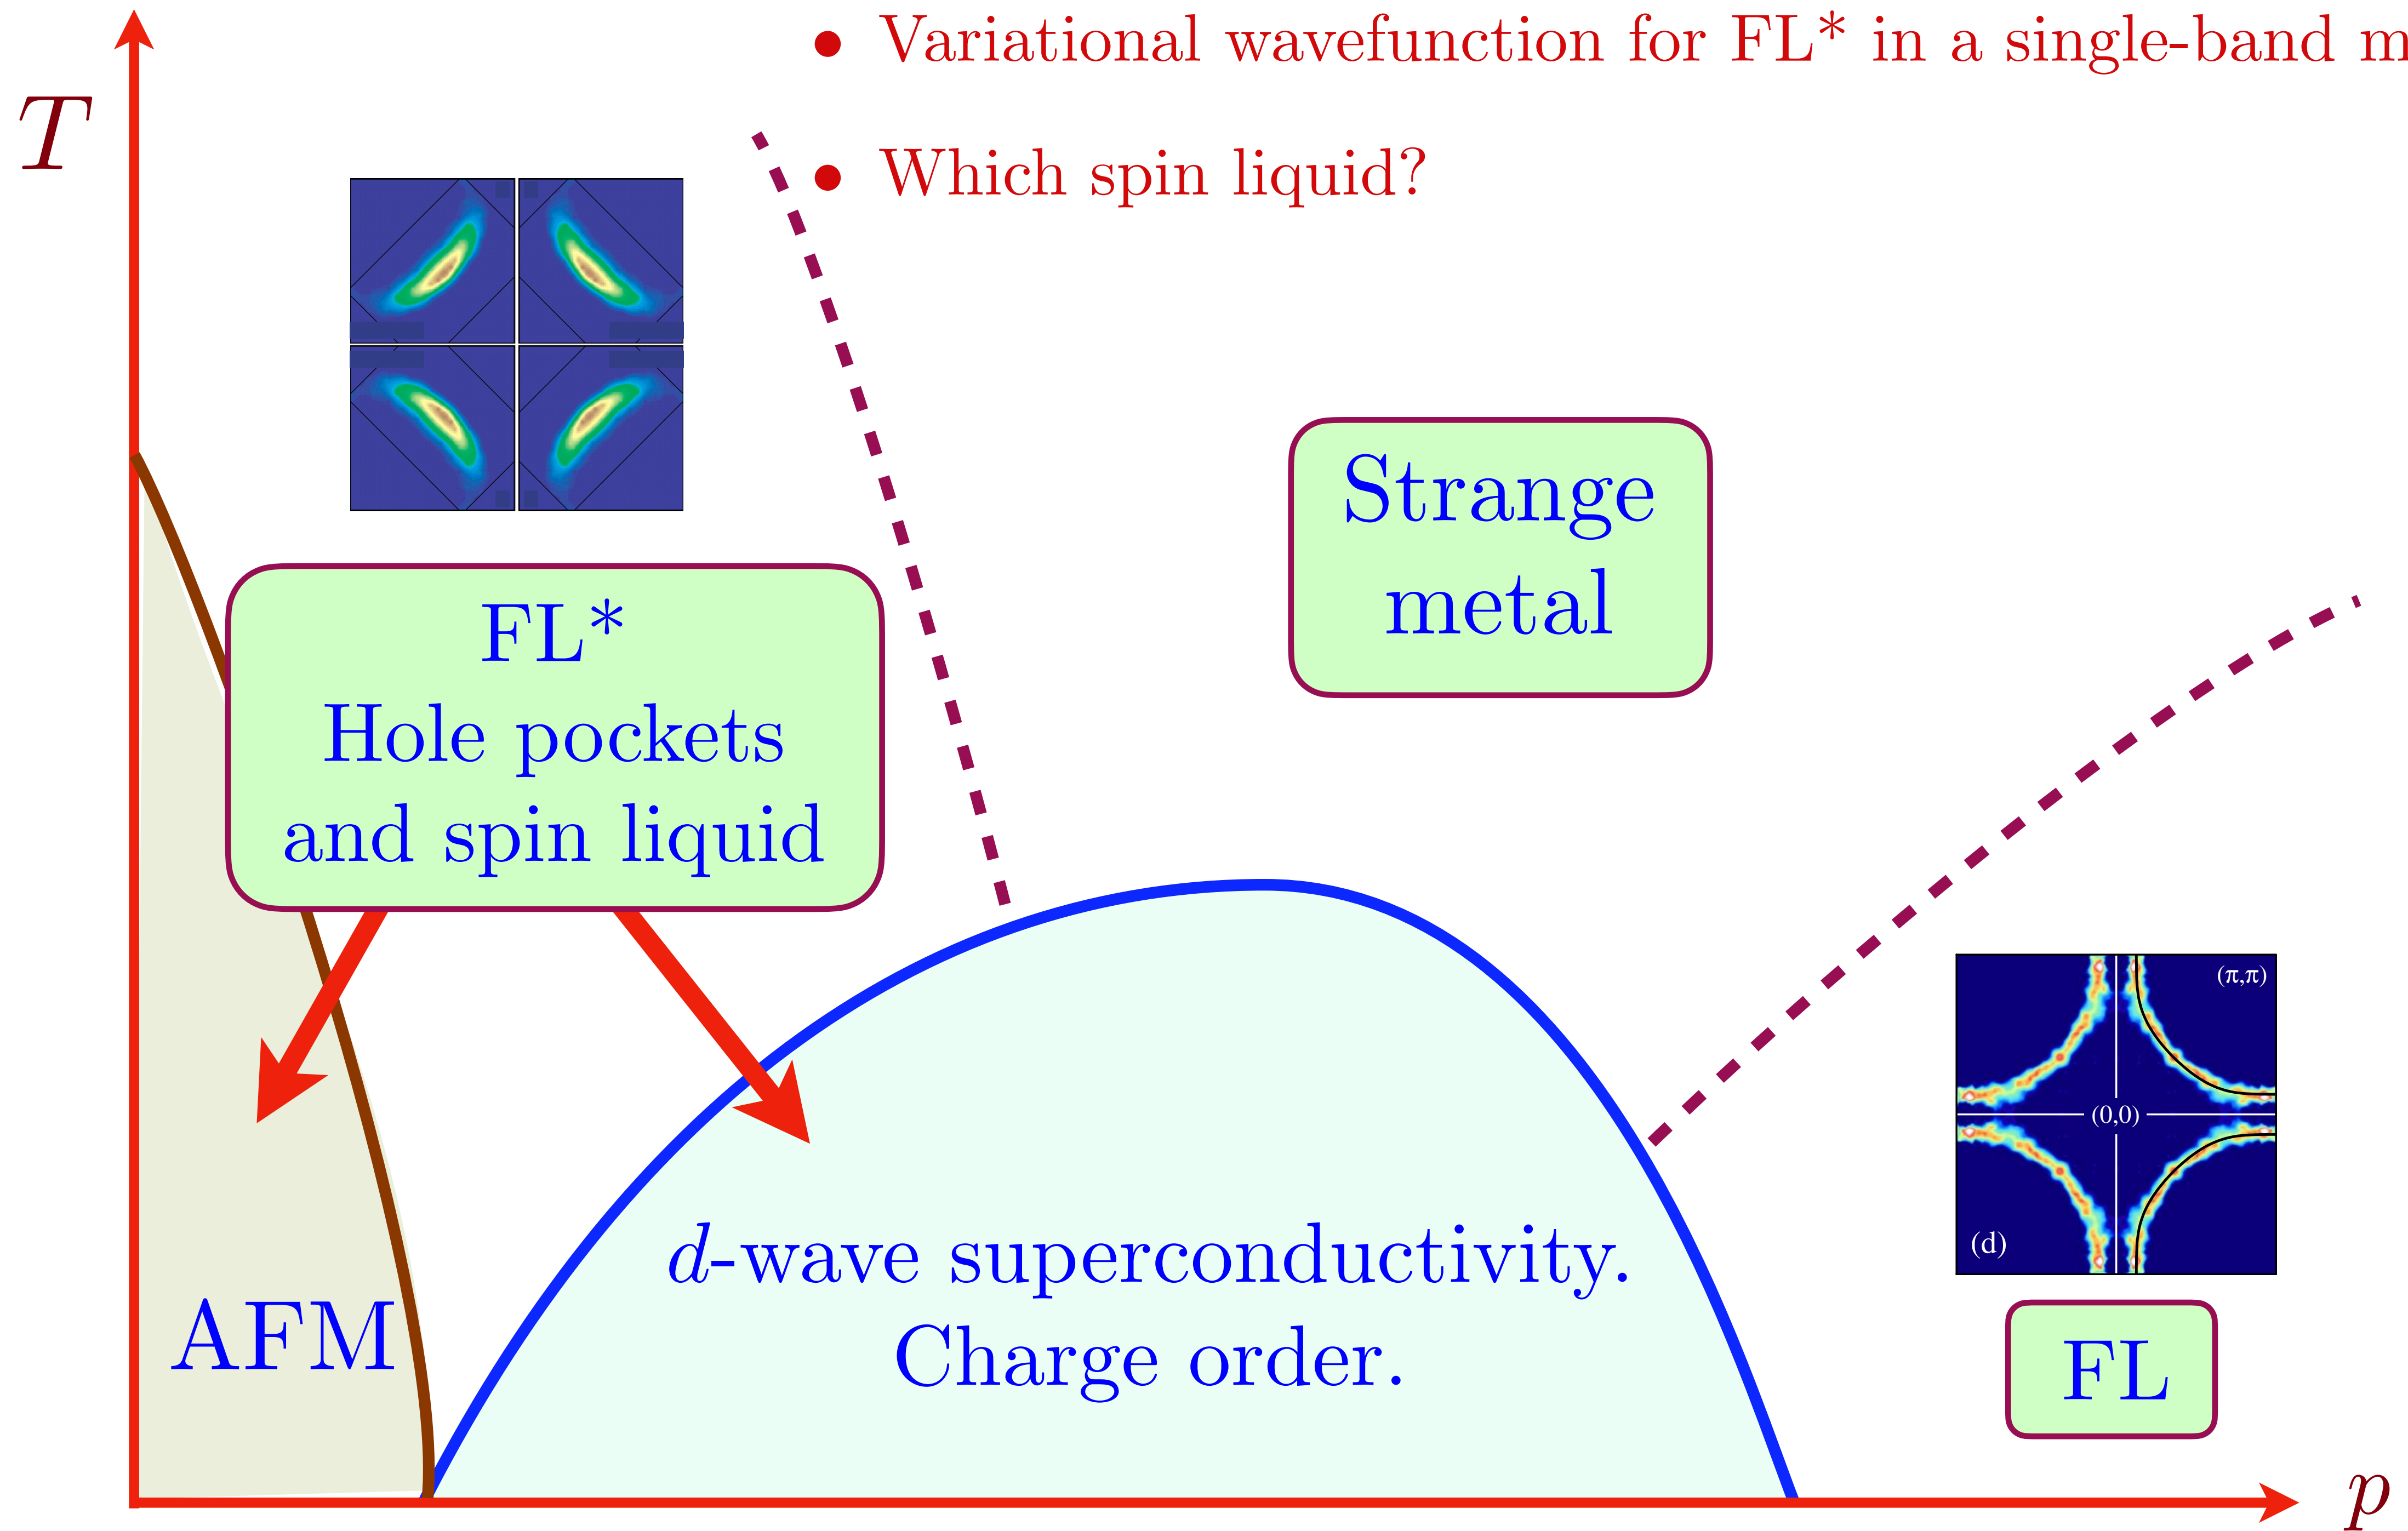 • Variational wavefunction for FL* in a single-band m
T
• Which spin liquid?
Strange
metal
FL*
Hole pockets
and spin liquid
(π,π)
(0,0)
(d)
d-wave superconductivity.
AFM
Charge order.
FL
p